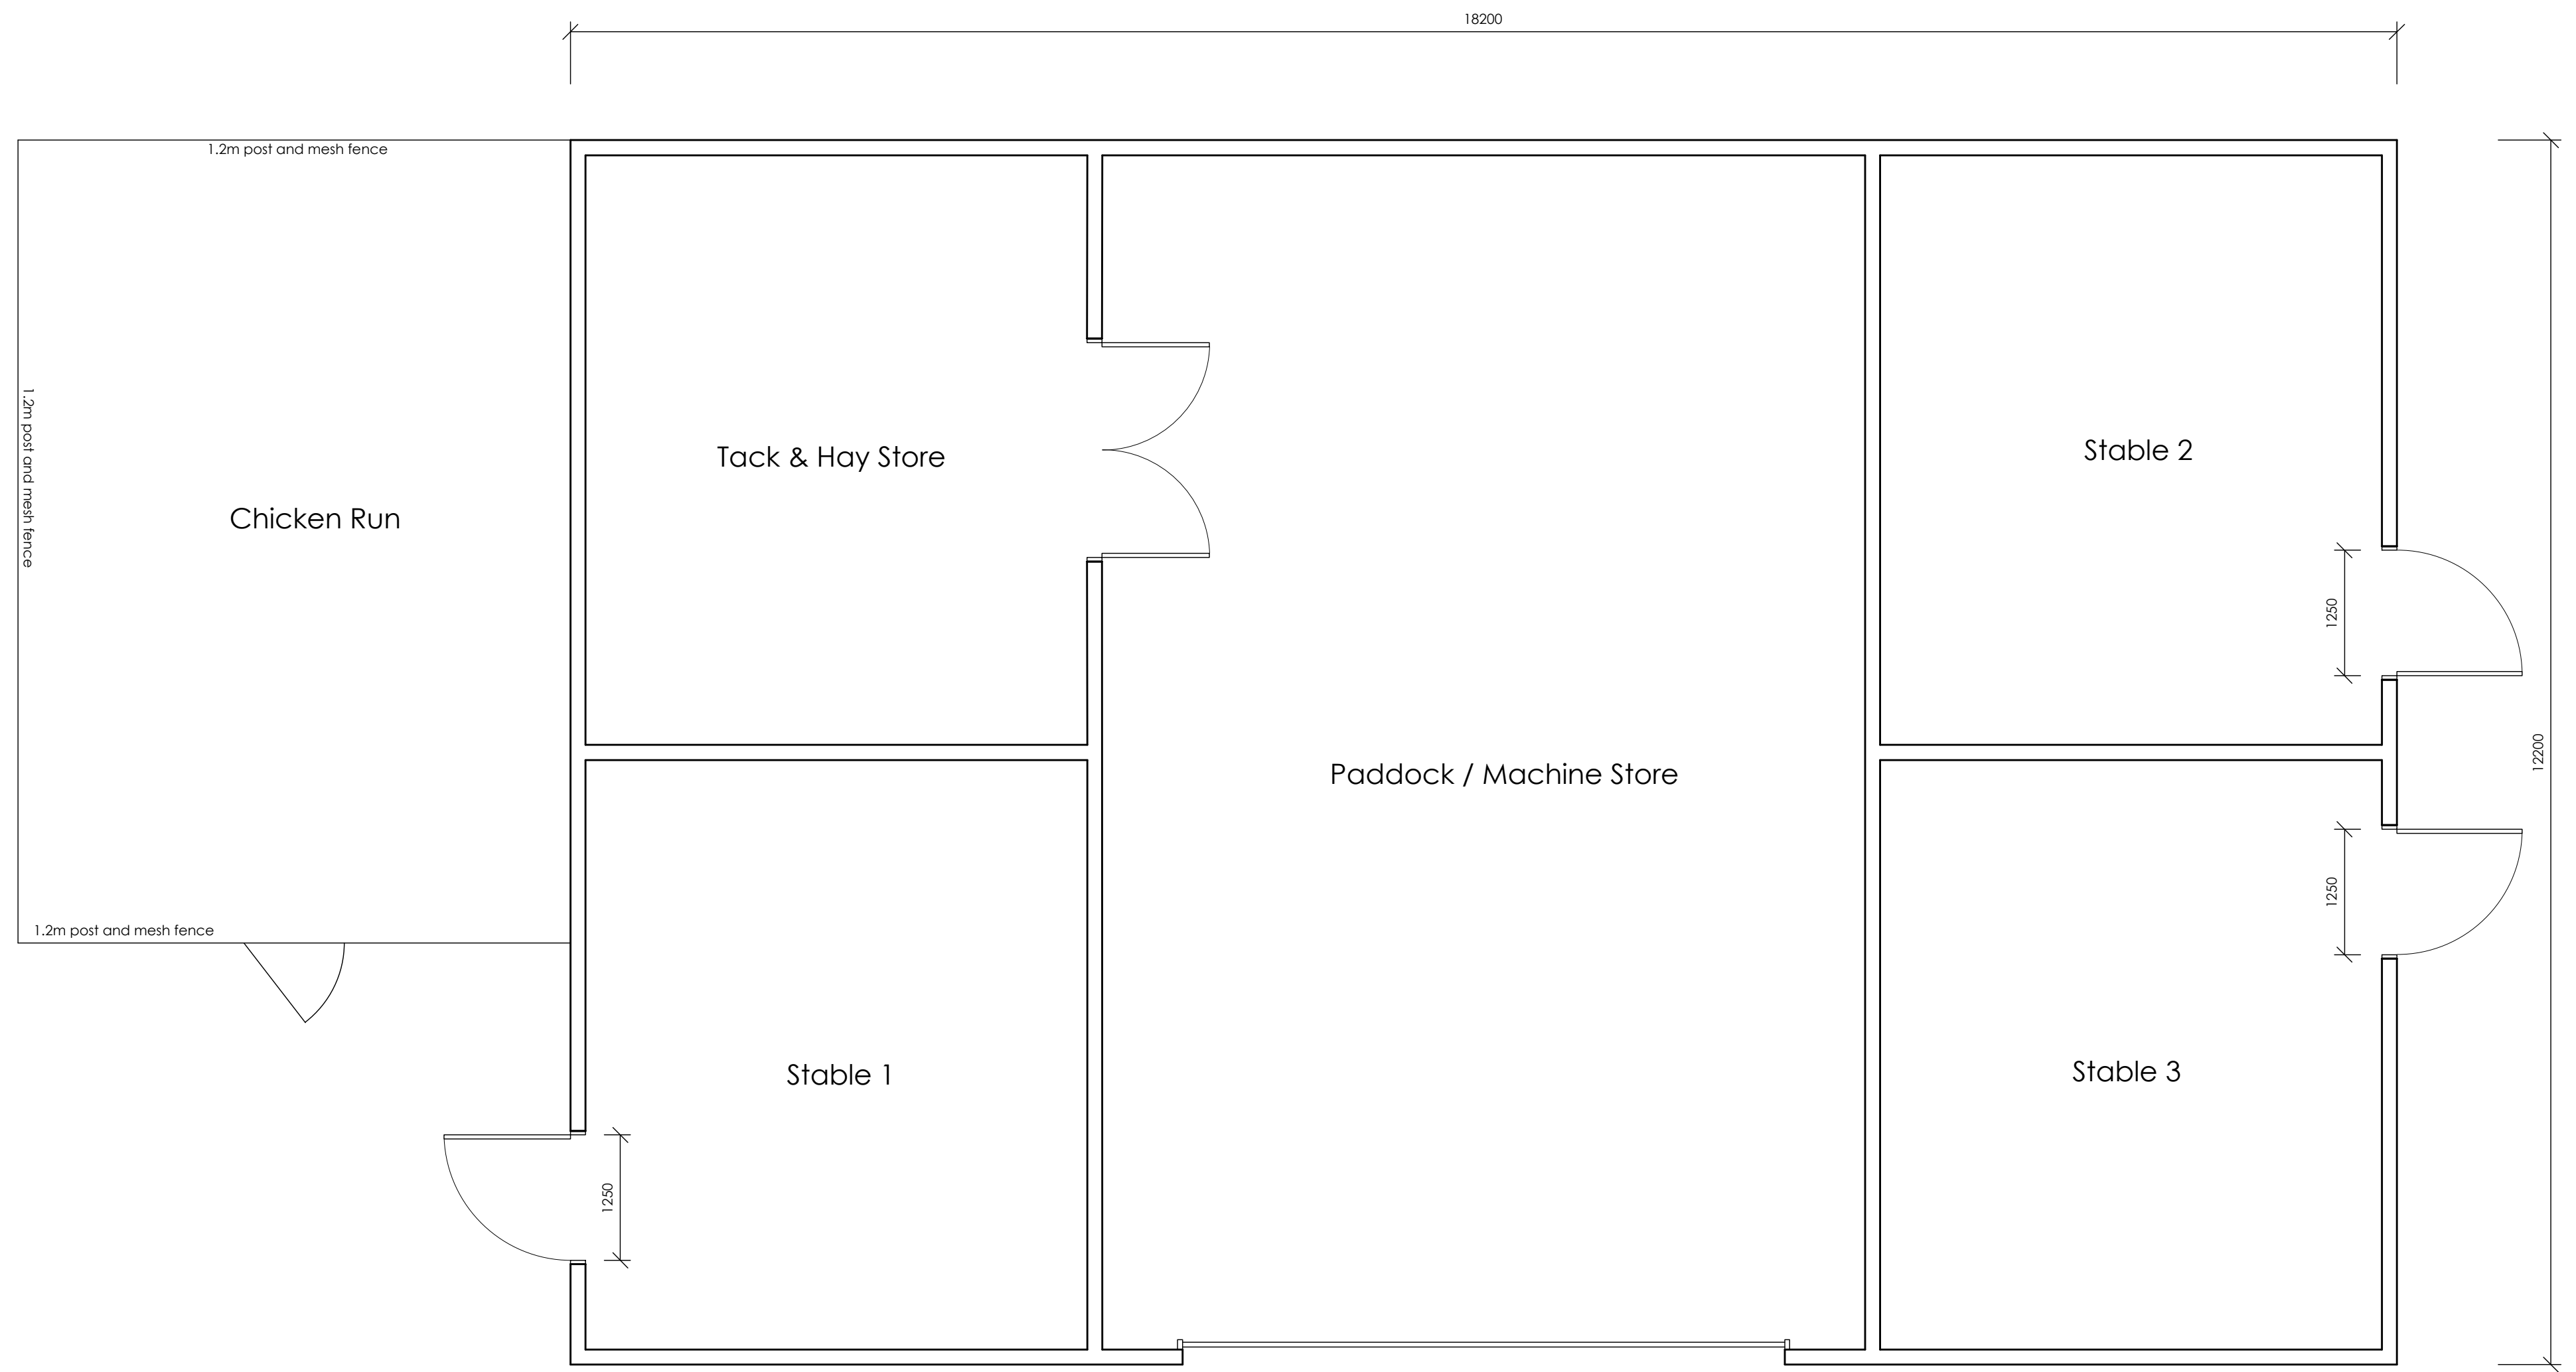 18200
1.2m post and mesh fence
1.2m post and mesh fence
Chicken Run
Tack & Hay Store
Stable 2
1250
12200
Paddock / Machine Store
1250
1.2m post and mesh fence
Stable 1
Stable 3
1250